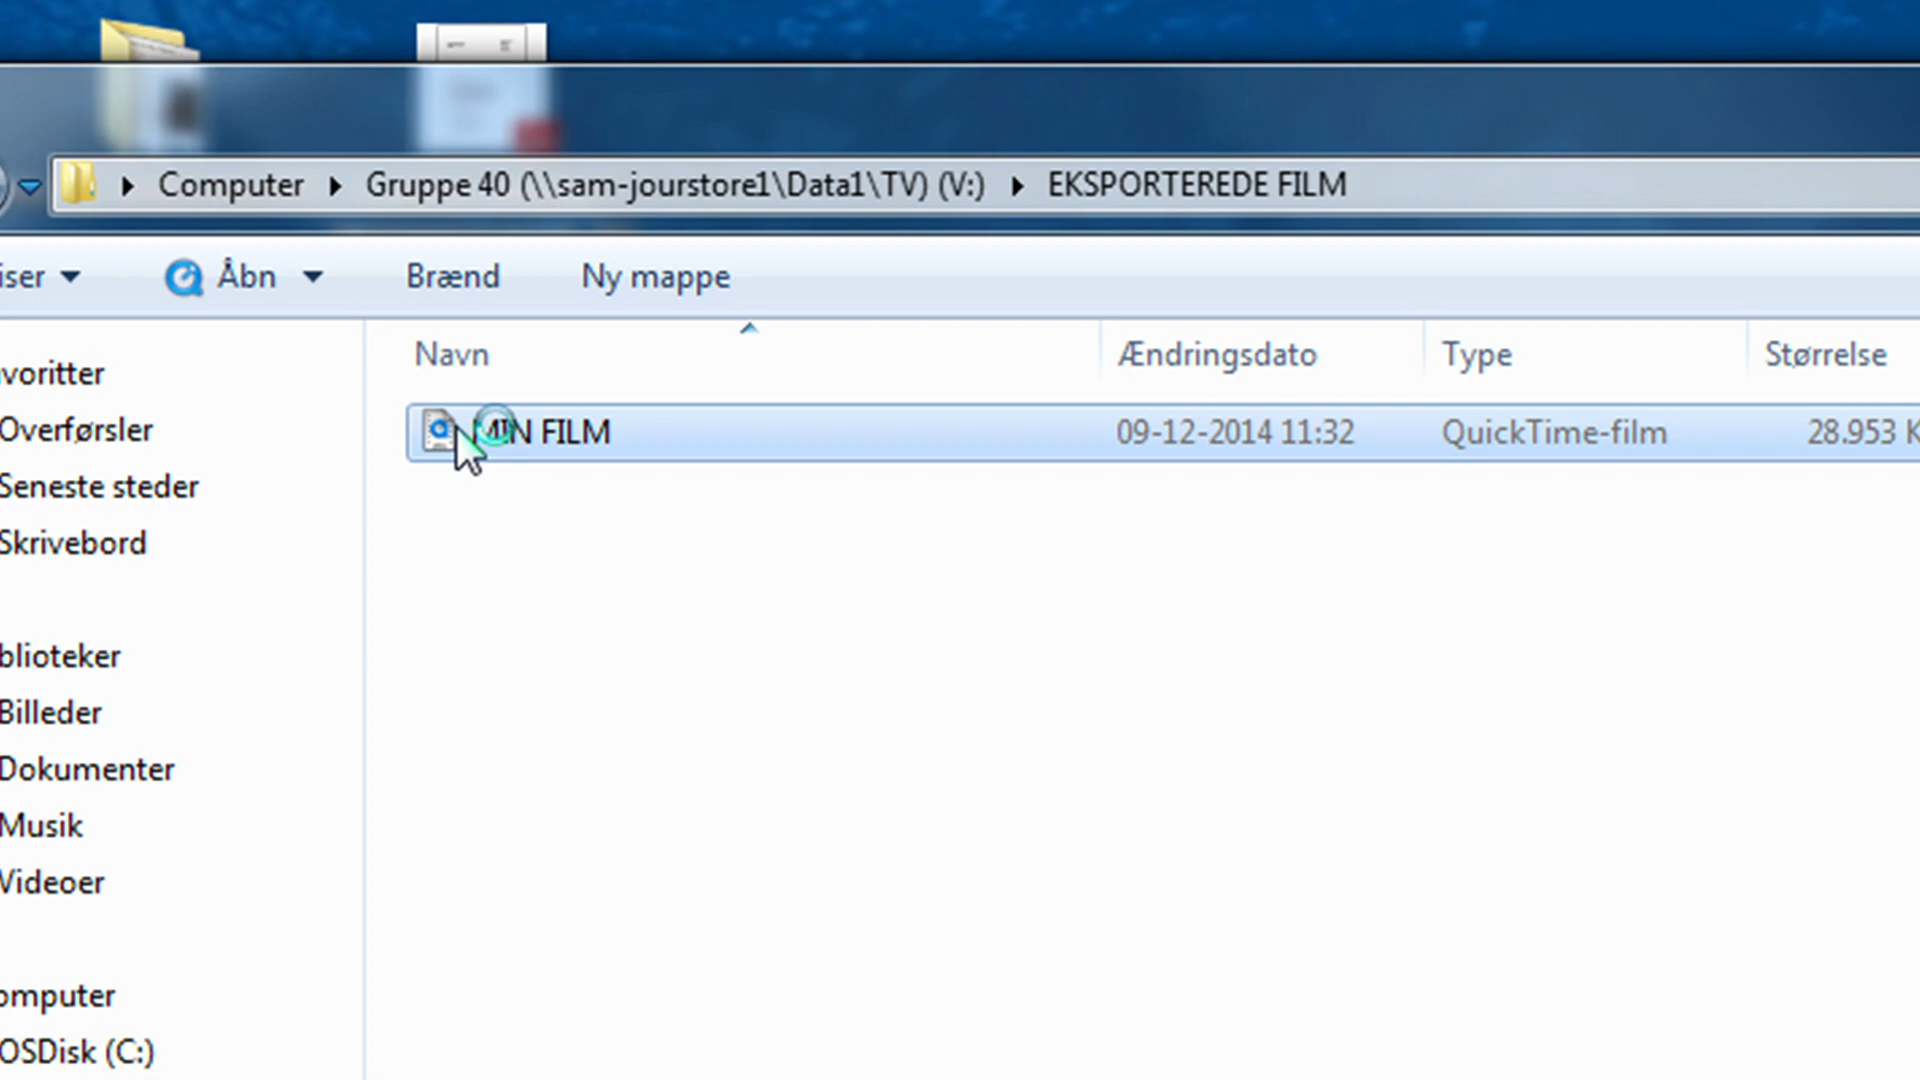 Computer Gruppe 40 (\\sam-jourstore1\Data1\TV) (V:) EKSPORTEREDE FILM
iser Åbn Brænd Ny mappe
Navn Ændringsdato Type Størrelse
MIN FILM 09-12-2014 11:32 QuickTime-film 28.953 K
voritter
Overførsler
Seneste steder
Skrivebord
blioteker
Billeder
Dokumenter
Musik
Videoer
omputer
OSDisk (C:)